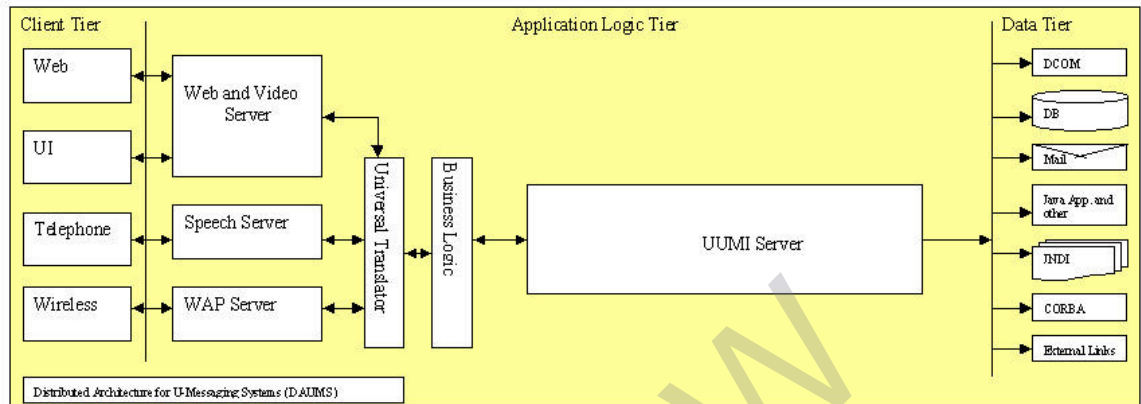 Client Tier
Application Logic Tier
Data Tier
Web
UI
Telephone
Wireless
Web and Video
Server
Speech Server
WAP Server
Universal Translator
Business Logic
UUMI Server
DCOM
DB
Mail
Java App. and
other
JNDI
CORBA
External Links
Distributed Architecture for U-Messaging Systems (DAUMS)
W